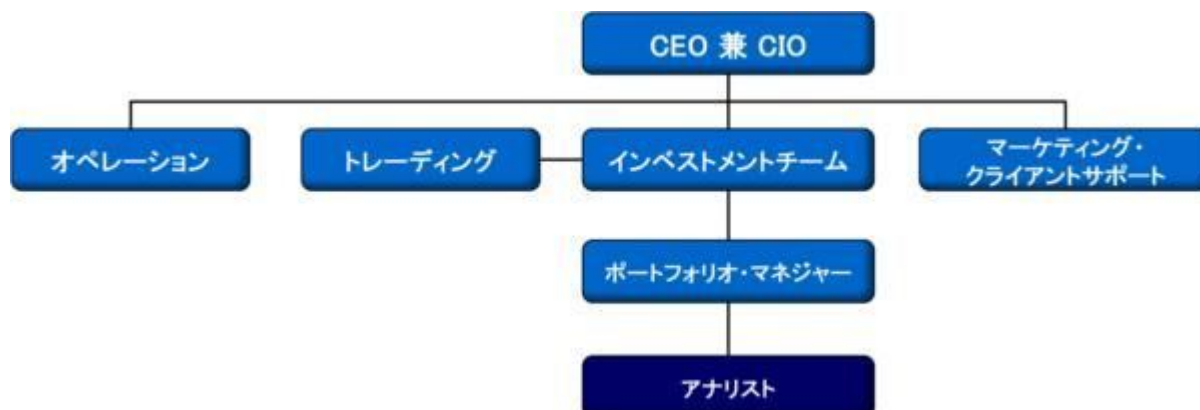 CEO 兼 CIO
オペレーション
トレーディング
インベストメントチーム
マーケティング・
クライアントサポート
ポートフォリオ・マネジャー
アナリスト